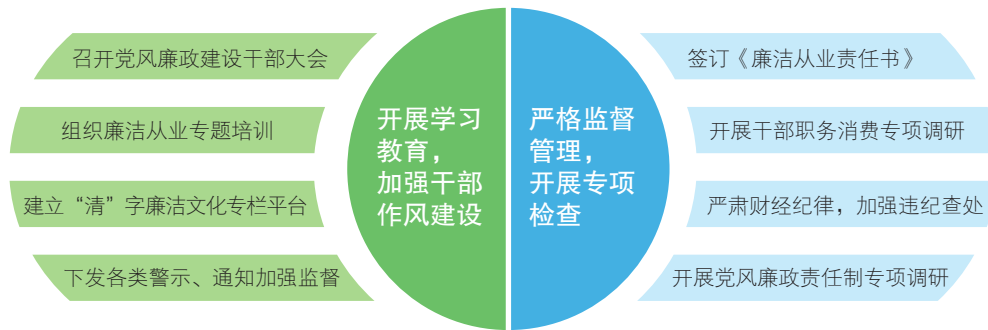 召开党风廉政建设干部大会
组织廉洁从业专题培训
建立“清”字廉洁文化专栏平台
下发各类警示、通知加强监督
开展学习
教育，
加强干部
作风建设
严格监督
管理，
开展专项
检查
签订《廉洁从业责任书》
开展干部职务消费专项调研
严肃财经纪律，加强违纪查处
开展党风廉政责任制专项调研